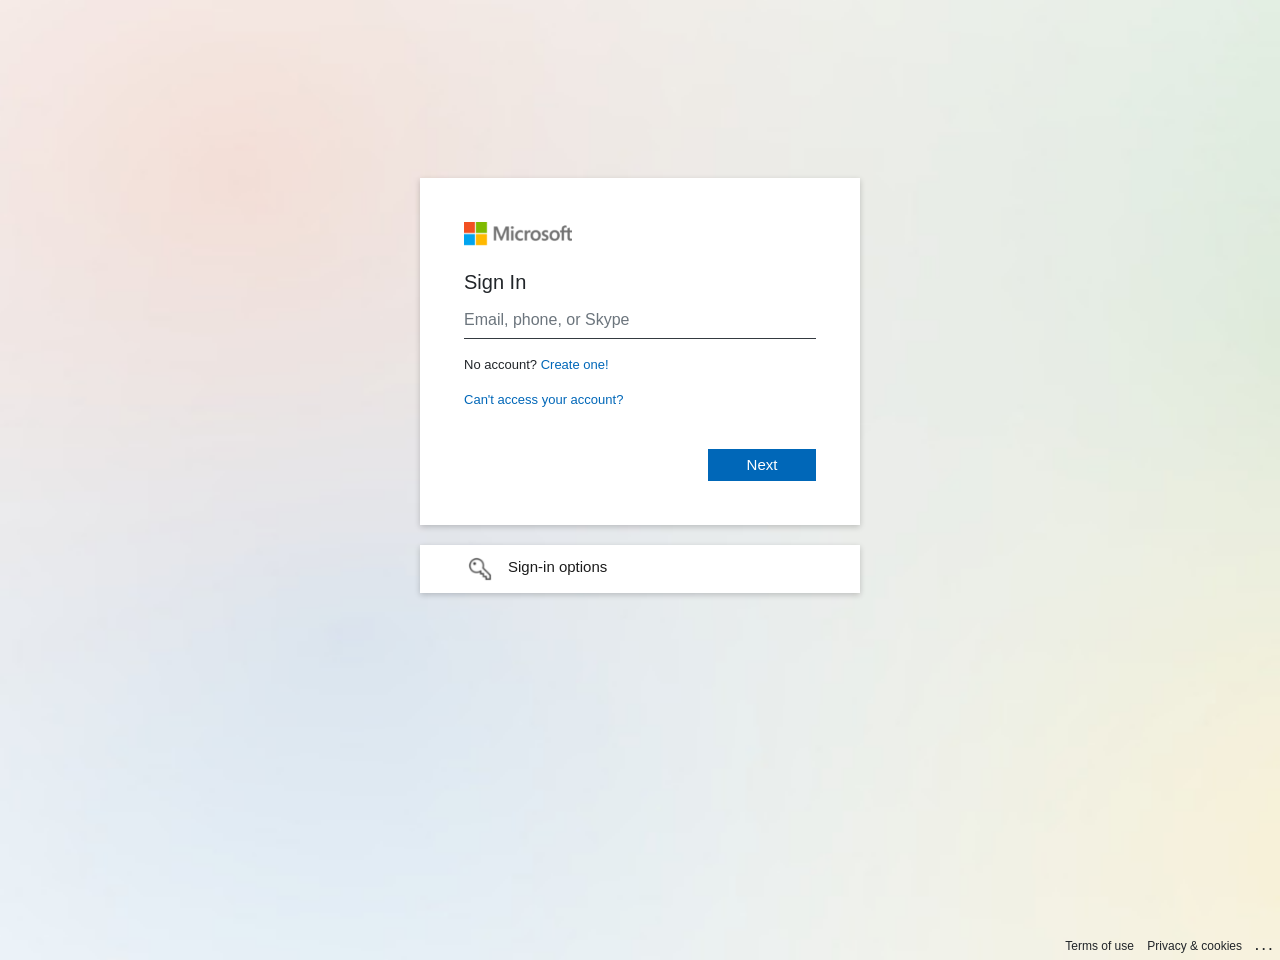 Microsoft
Sign In
Email, phone, or Skype
No account? Create one!
Can't access your account?
Next
Sign-in options
Terms of use Privacy & cookies ...